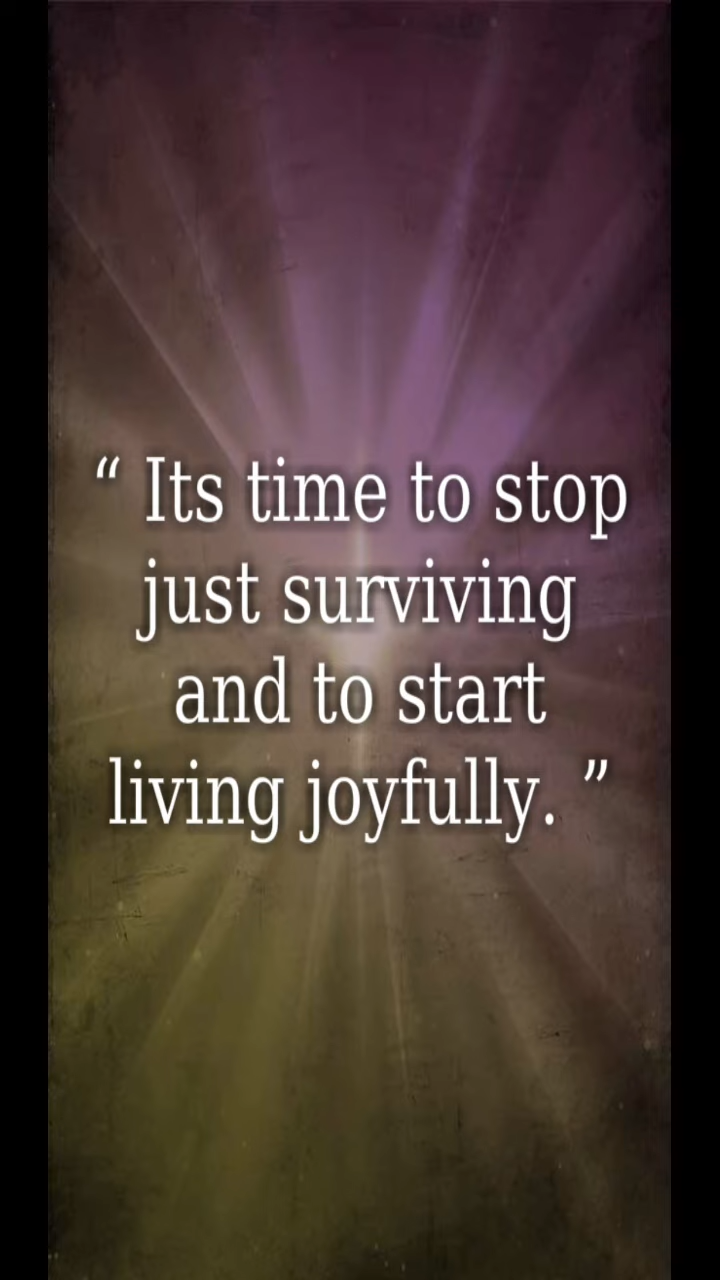 “ Its time to stop
just surviving
and to start
living joyfully. ”